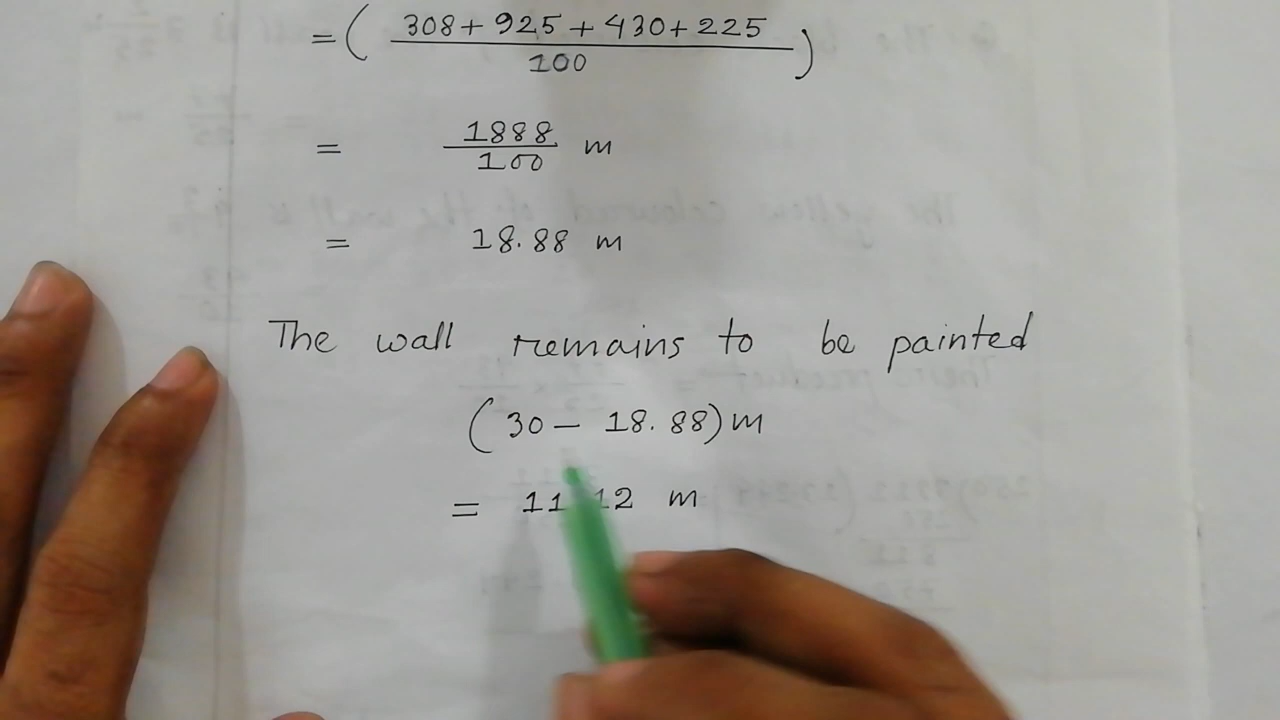 = ( 308 + 925 + 430 + 225 / 100 )
= 1888 / 100 m
= 18.88 m
The wall remains to be painted
(30 - 18.88) m
= 11.12 m